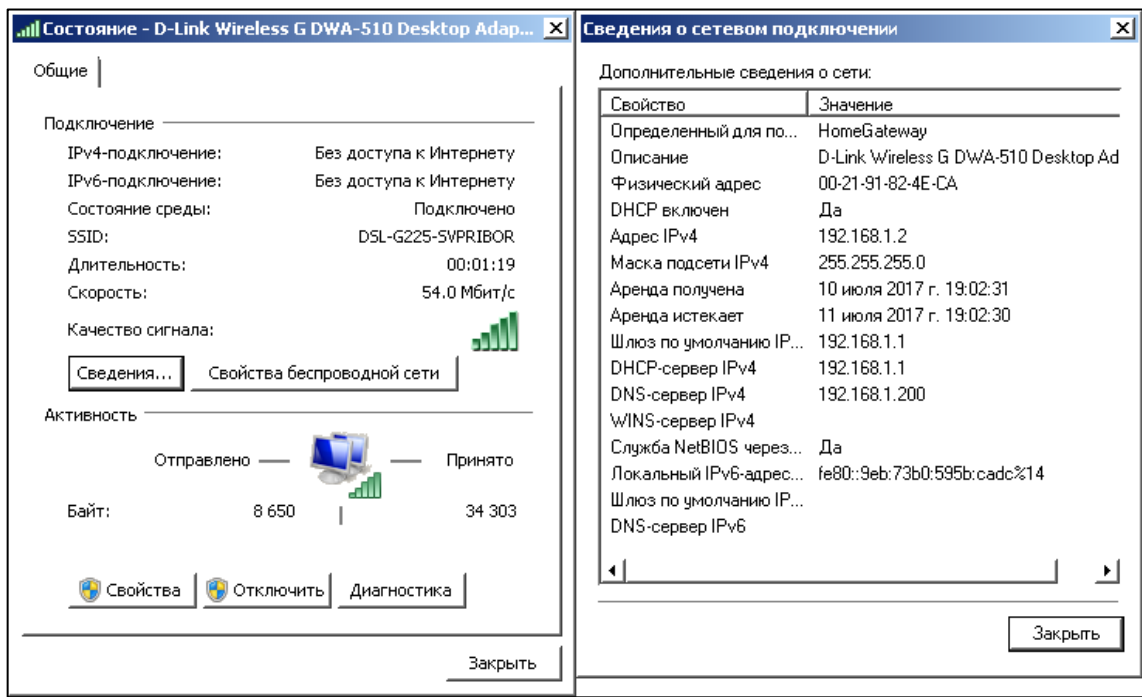 Состояние - D-Link Wireless G DWA-510 Desktop Adap...
Общие
Подключение
IPv4-подключение: Без доступа к Интернету
IPv6-подключение: Без доступа к Интернету
Состояние среды: Подключено
SSID: DSL-G225-SVPRIBOR
Длительность: 00:01:19
Скорость: 54.0 Мбит/с
Качество сигнала:
Сведения... Свойства беспроводной сети
Активность
Отправлено Принято
Байт: 8 650 34 303
Свойства Отключить Диагностика
Закрыть
Сведения о сетевом подключении
Дополнительные сведения о сети:
Свойство Значение
Определенный для по... HomeGateway
Описание D-Link Wireless G DWA-510 Desktop Ad
Физический адрес 00-21-91-82-4E-CA
DHCP включен Да
Адрес IPv4 192.168.1.2
Маска подсети IPv4 255.255.255.0
Аренда получена 10 июля 2017 г. 19:02:31
Аренда истекает 11 июля 2017 г. 19:02:30
Шлюз по умолчанию IP... 192.168.1.1
DHCP-сервер IPv4 192.168.1.1
DNS-сервер IPv4 192.168.1.200
WINS-сервер IPv4
Служба NetBIOS через... Да
Локальный IPv6-адрес... fe80::9eb:73b0:595b:cadc%14
Шлюз по умолчанию IP...
DNS-сервер IPv6
Закрыть